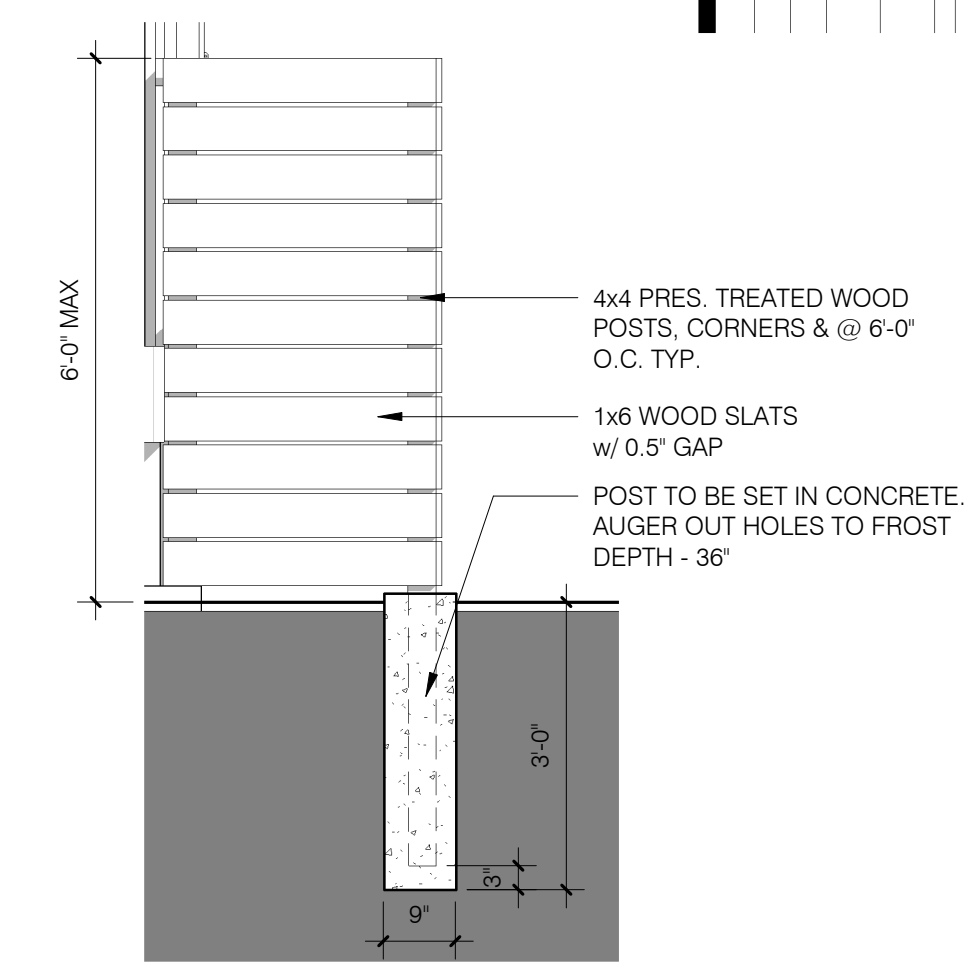 6'-0" MAX
4x4 PRES. TREATED WOOD
POSTS, CORNERS & @ 6'-0"
O.C. TYP.
1x6 WOOD SLATS
w/ 0.5" GAP
POST TO BE SET IN CONCRETE.
AUGER OUT HOLES TO FROST
DEPTH - 36"
3'-0"
3"
9"